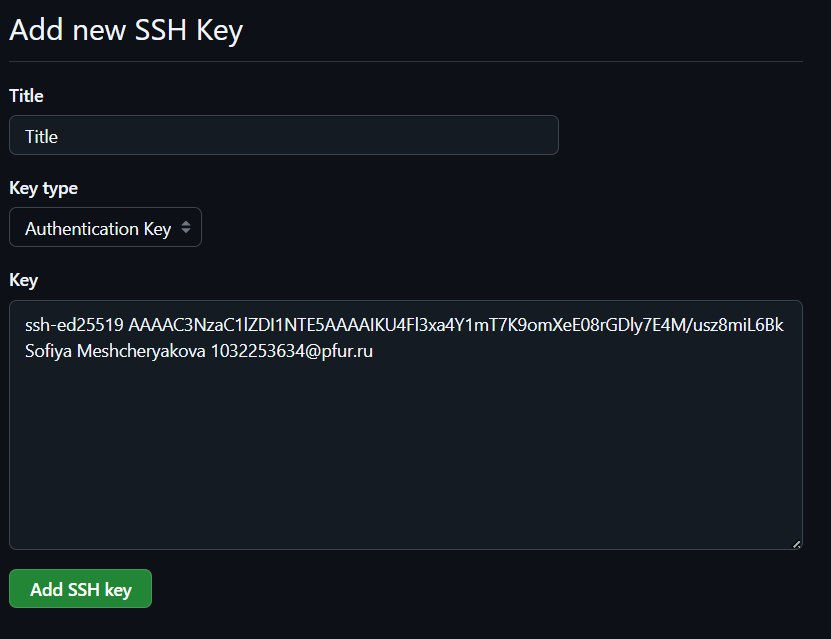 Add new SSH Key
Title
Title
Key type
Authentication Key
Key
ssh-ed25519 AAAAC3NzaC1lZDI1NTE5AAAAIKU4Fl3xa4Y1mT7K9omXeE08rGDly7E4M/usz8miL6Bk
Sofiya Meshcheryakova 1032253634@pfur.ru
Add SSH key